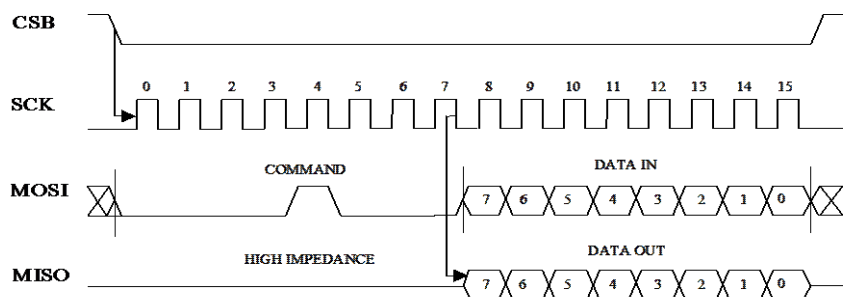 CSB
0 1 2 3 4 5 6 7 8 9 10 11 12 13 14 15
SCK
COMMAND DATA IN
MOSI 7 6 5 4 3 2 1 0
HIGH IMPEDANCE DATA OUT
MISO 7 6 5 4 3 2 1 0